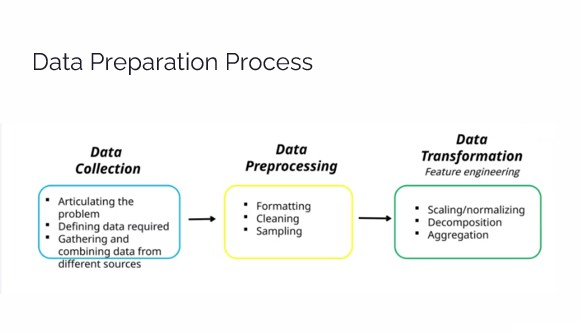 Data Preparation Process
Data
Collection
▪ Articulating the
problem
▪ Defining data required
▪ Gathering and
combining data from
different sources
Data
Preprocessing
▪ Formatting
▪ Cleaning
▪ Sampling
Data
Transformation
Feature engineering
▪ Scaling/normalizing
▪ Decomposition
▪ Aggregation